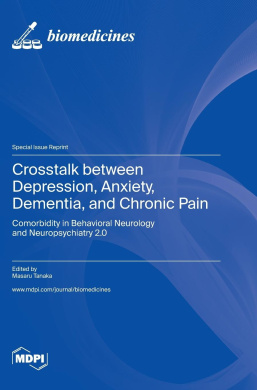 biomedicines
Special Issue Reprint
Crosstalk between
Depression, Anxiety,
Dementia, and Chronic Pain
Comorbidity in Behavioral Neurology
and Neuropsychiatry 2.0
Edited by
Masaru Tanaka
www.mdpi.com/journal/biomedicines
MDPI